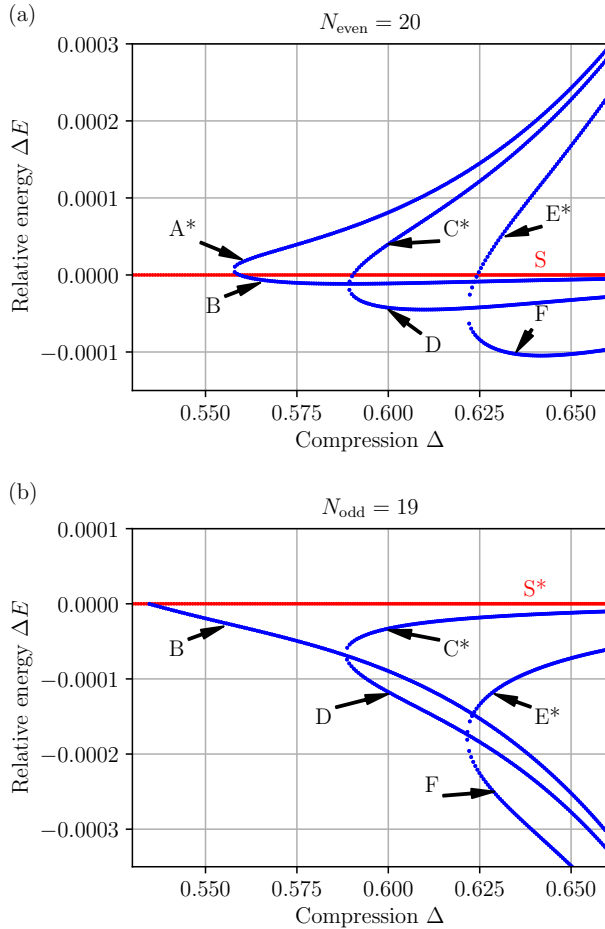 (a)
N_even = 20
Relative energy ΔE
0.0003
0.0002
0.0001
0.0000
−0.0001
A*
B
C*
D
E*
F
S
0.550
0.575
0.600
0.625
0.650
Compression Δ
(b)
N_odd = 19
Relative energy ΔE
0.0001
0.0000
−0.0001
−0.0002
−0.0003
S*
B
C*
D
E*
F
0.550
0.575
0.600
0.625
0.650
Compression Δ